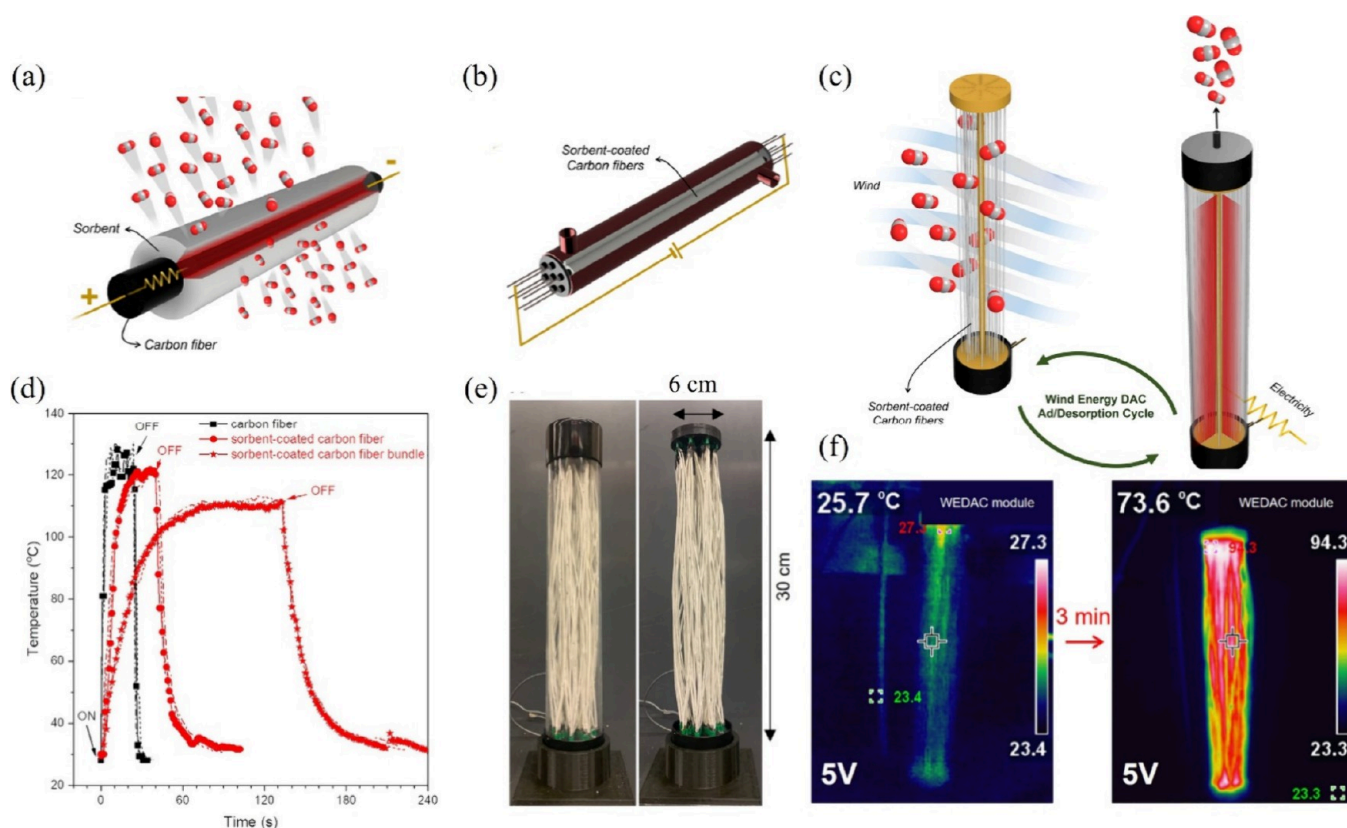 (a)
Sorbent
-
+
Carbon fiber
(b)
Sorbent-coated
Carbon fibers
(c)
Wind
Sorbent-coated
Carbon fibers
Wind Energy DAC
Ad/Desorption Cycle
Electricity
(d)
140
120
100
80
60
40
20
Temperature (°C)
0
60
120
180
240
Time (s)
ON
OFF
OFF
OFF
carbon fiber
sorbent-coated carbon fiber
sorbent-coated carbon fiber bundle
(e)
6 cm
30 cm
(f)
25.7 °C
WEDAC module
27.3
23.4
23.4
5V
3 min
73.6 °C
WEDAC module
94.3
94.3
23.3
23.3
5V